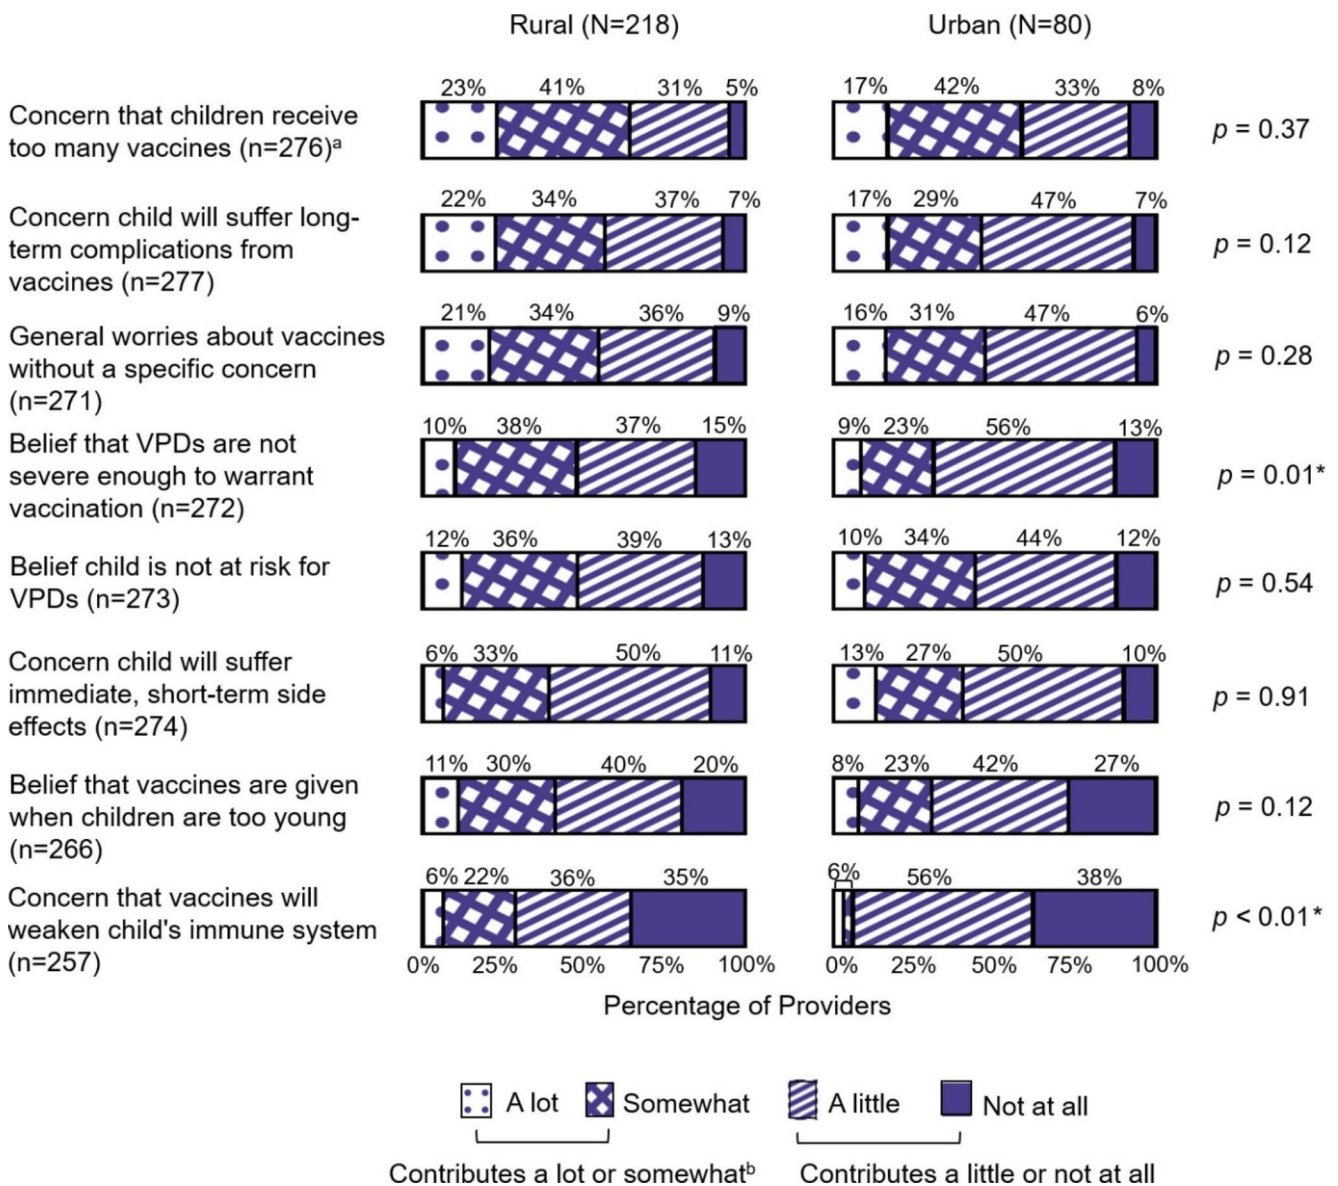 Rural (N=218) Urban (N=80)
23% 41% 31% 5% 17% 42% 33% 8%
Concern that children receive
too many vaccines (n=276)ᵃ
p = 0.37
22% 34% 37% 7% 17% 29% 47% 7%
Concern child will suffer long-
term complications from
vaccines (n=277)
p = 0.12
21% 34% 36% 9% 16% 31% 47% 6%
General worries about vaccines
without a specific concern
(n=271)
p = 0.28
10% 38% 37% 15% 9% 23% 56% 13%
Belief that VPDs are not
severe enough to warrant
vaccination (n=272)
p = 0.01*
12% 36% 39% 13% 10% 34% 44% 12%
Belief child is not at risk for
VPDs (n=273)
p = 0.54
6% 33% 50% 11% 13% 27% 50% 10%
Concern child will suffer
immediate, short-term side
effects (n=274)
p = 0.91
11% 30% 40% 20% 8% 23% 42% 27%
Belief that vaccines are given
when children are too young
(n=266)
p = 0.12
6% 22% 36% 35% 6% 56% 38%
Concern that vaccines will
weaken child's immune system
(n=257)
p < 0.01*
0% 25% 50% 75% 100% 0% 25% 50% 75% 100%
Percentage of Providers
A lot Somewhat A little Not at all
Contributes a lot or somewhatᵇ Contributes a little or not at all